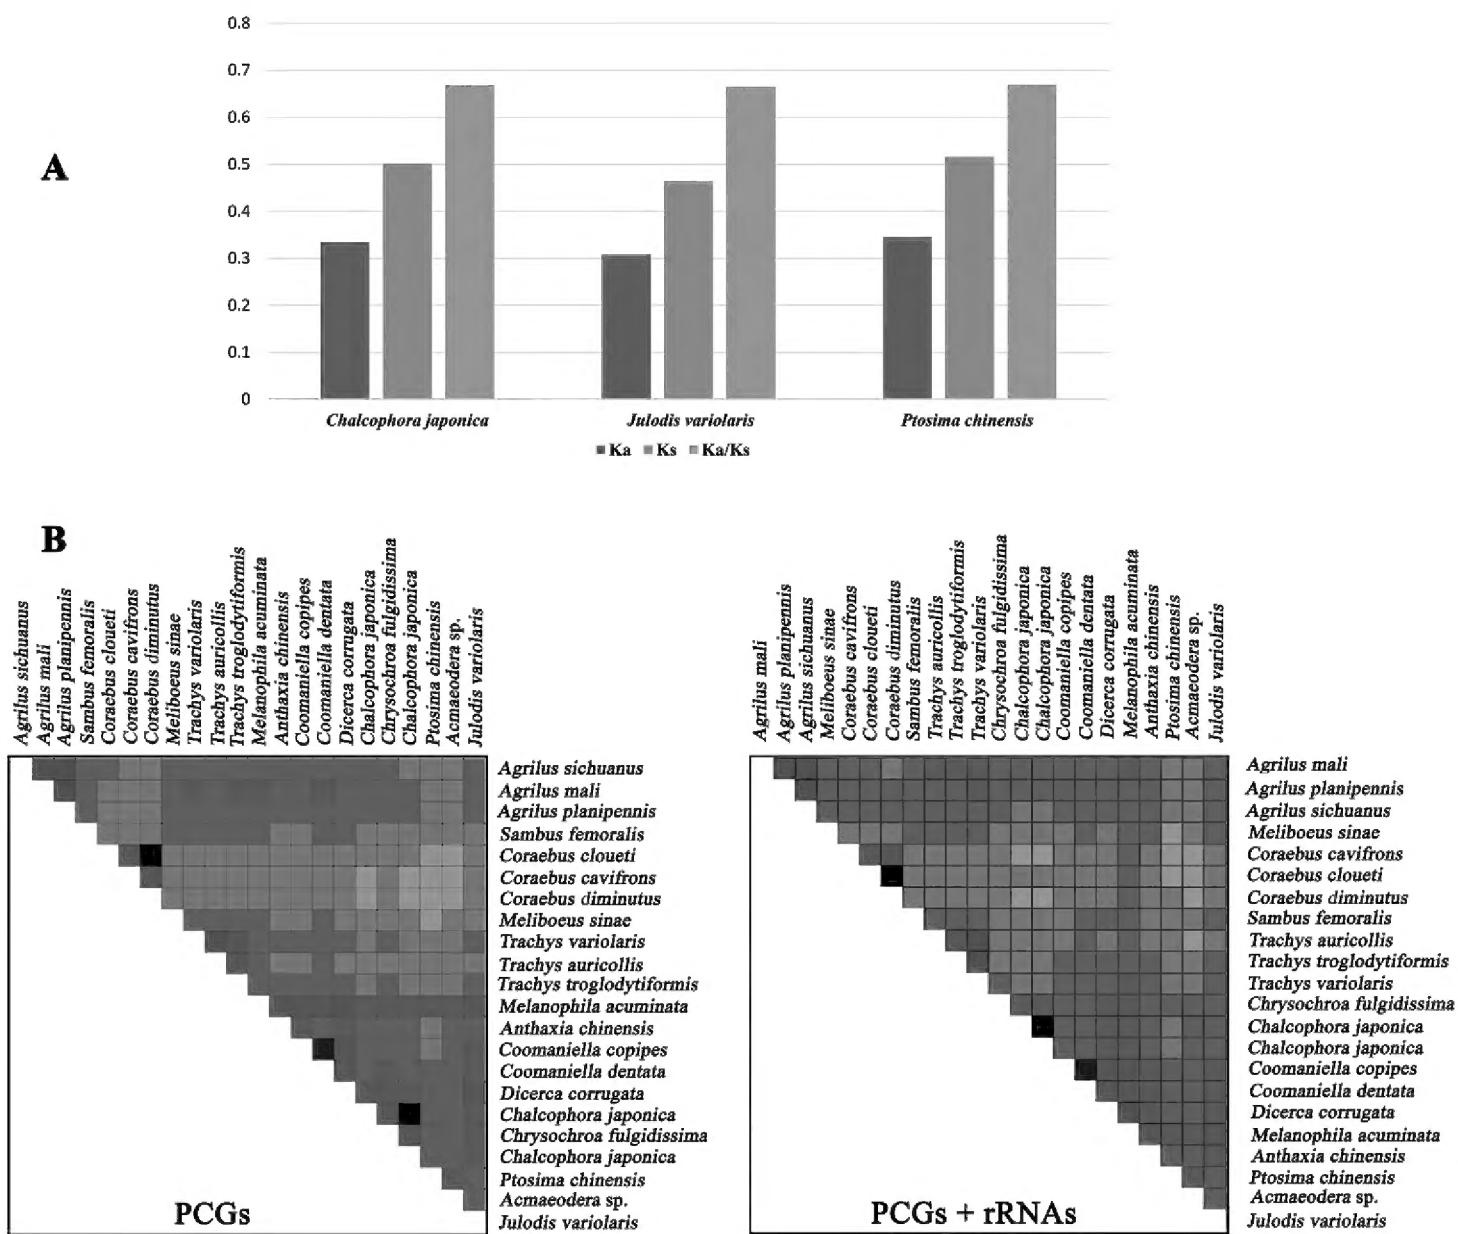 A
0.8
0.7
0.6
0.5
0.4
0.3
0.2
0.1
0
Chalcophora japonica
Julodis variolaris
Ptosima chinensis
Ka Ks Ka/Ks
B
Agrilus sichuanus
Agrilus mali
Agrilus planipennis
Sambus femoralis
Coraebus cloueti
Coraebus cavifrons
Coraebus diminutus
Meliboeus sinae
Trachys variolaris
Trachys auricollis
Trachys troglodytiformis
Melanophila acuminata
Anthaxia chinensis
Coomaniella copipes
Coomaniella dentata
Dicerca corrugata
Chalcophora japonica
Chrysochroa fulgidissima
Chalcophora japonica
Ptosima chinensis
Acmaeodera sp.
Julodis variolaris
Agrilus sichuanus
Agrilus mali
Agrilus planipennis
Sambus femoralis
Coraebus cloueti
Coraebus cavifrons
Coraebus diminutus
Meliboeus sinae
Trachys variolaris
Trachys auricollis
Trachys troglodytiformis
Melanophila acuminata
Anthaxia chinensis
Coomaniella copipes
Coomaniella dentata
Dicerca corrugata
Chalcophora japonica
Chrysochroa fulgidissima
Chalcophora japonica
Ptosima chinensis
Acmaeodera sp.
Julodis variolaris
PCGs
Agrilus mali
Agrilus planipennis
Agrilus sichuanus
Meliboeus sinae
Coraebus cavifrons
Coraebus cloueti
Coraebus diminutus
Sambus femoralis
Trachys auricollis
Trachys troglodytiformis
Trachys variolaris
Chrysochroa fulgidissima
Chalcophora japonica
Chalcophora japonica
Coomaniella copipes
Coomaniella dentata
Dicerca corrugata
Melanophila acuminata
Anthaxia chinensis
Ptosima chinensis
Acmaeodera sp.
Julodis variolaris
Agrilus mali
Agrilus planipennis
Agrilus sichuanus
Meliboeus sinae
Coraebus cavifrons
Coraebus cloueti
Coraebus diminutus
Sambus femoralis
Trachys auricollis
Trachys troglodytiformis
Trachys variolaris
Chrysochroa fulgidissima
Chalcophora japonica
Chalcophora japonica
Coomaniella copipes
Coomaniella dentata
Dicerca corrugata
Melanophila acuminata
Anthaxia chinensis
Ptosima chinensis
Acmaeodera sp.
Julodis variolaris
PCGs + rRNAs